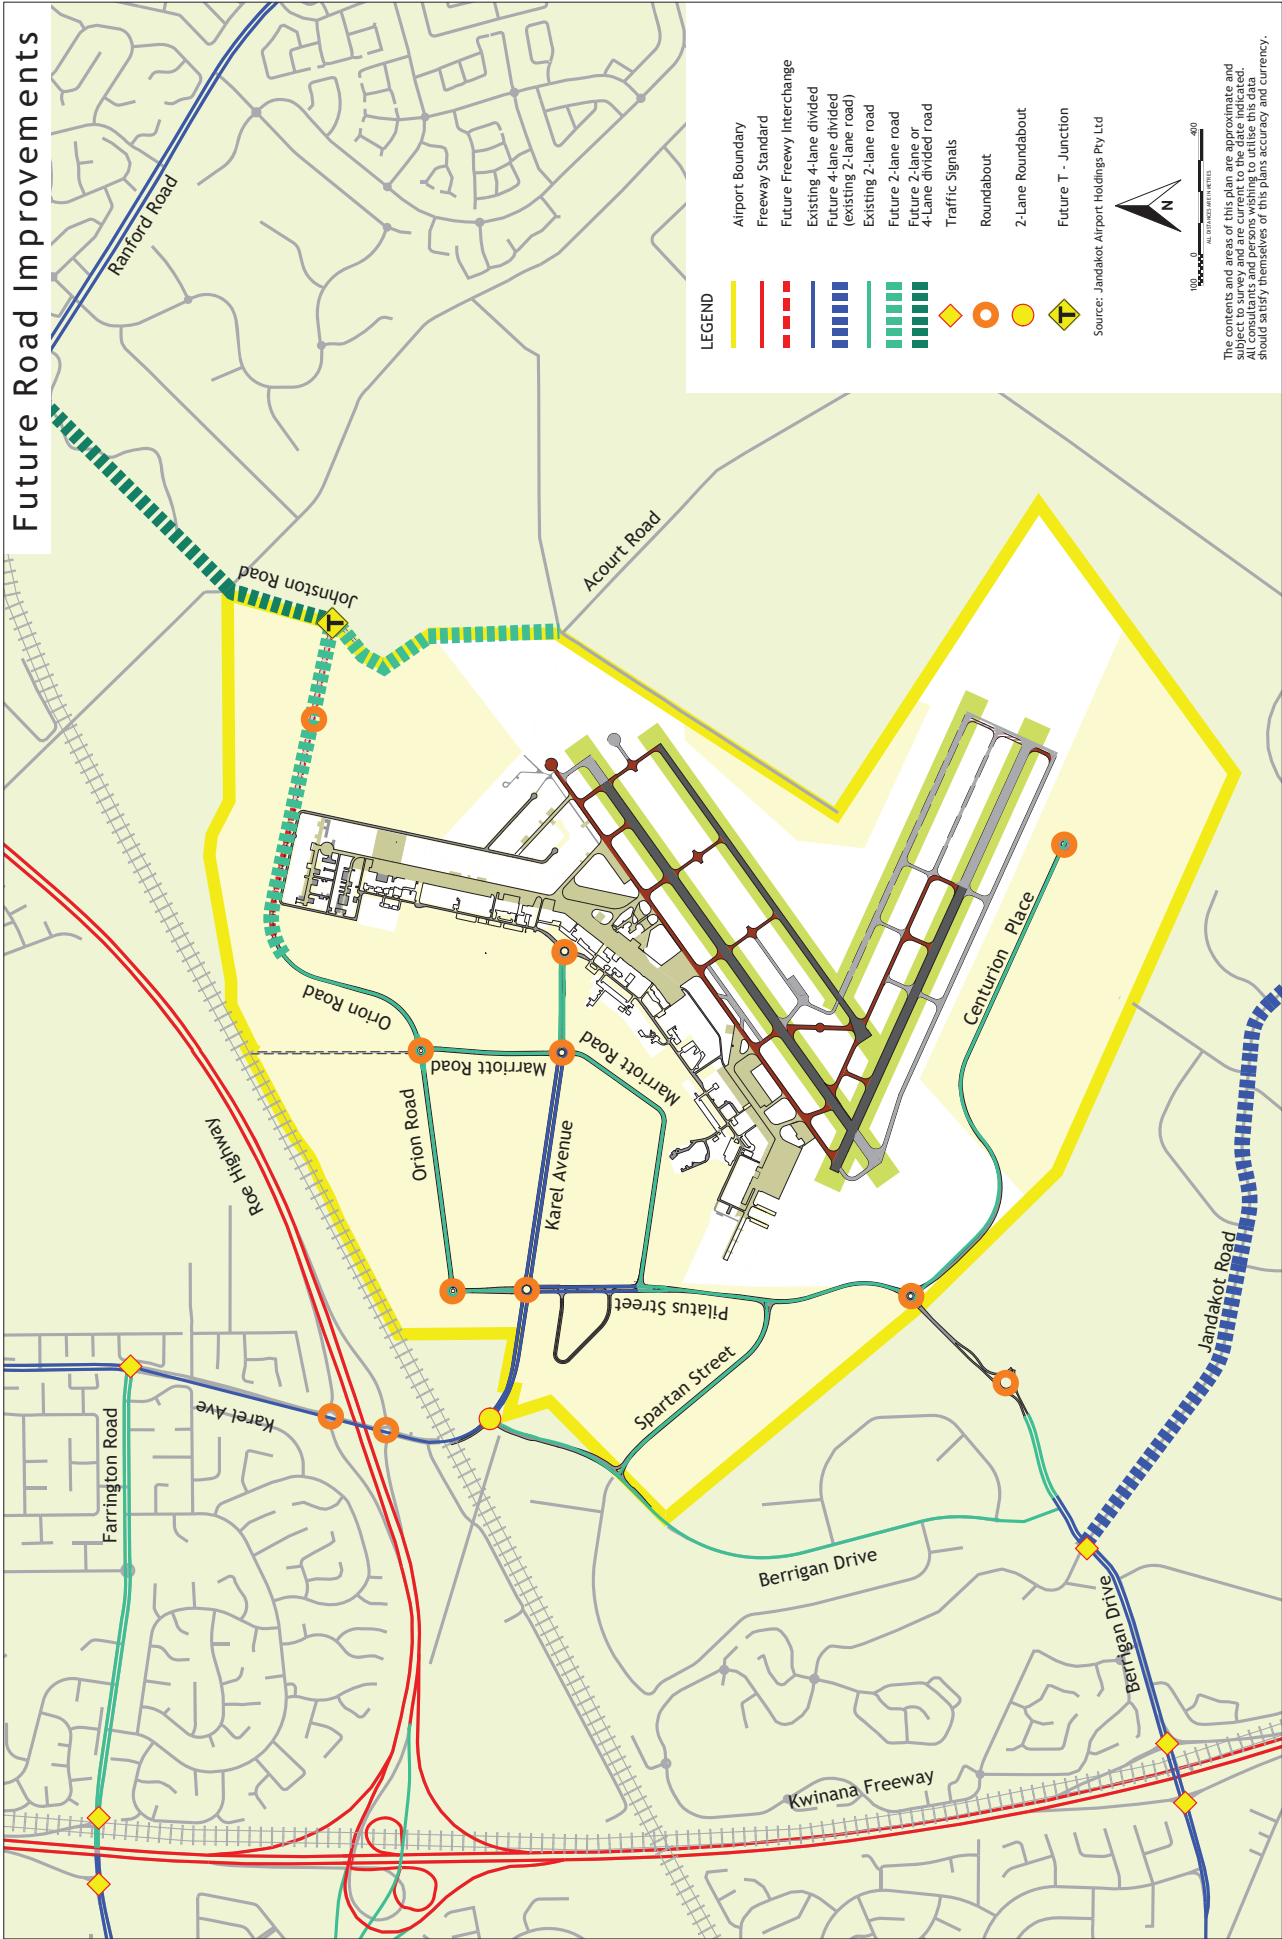 Future Road Improvements
Ranford Road
Johnston Road
Acourt Road
Orion Road
Marriott Road
Marriott Road
Orion Road
Karel Avenue
Centurion Place
Roe Highway
Pilatus Street
Spartan Street
Jandakot Road
Karel Ave
Farrington Road
Berrigan Drive
Berrigan Drive
Kwinana Freeway
T
LEGEND
Airport Boundary
Freeway Standard
Future Freewy Interchange
Existing 4-lane divided
Future 4-lane divided
(existing 2-lane road)
Existing 2-lane road
Future 2-lane road
Future 2-lane or
4-Lane divided road
Traffic Signals
Roundabout
2-Lane Roundabout
T
Future T - Junction
Source: Jandakot Airport Holdings Pty Ltd
N
100 0 400
ALL DISTANCES ARE IN METRES
The contents and areas of this plan are approximate and
subject to survey and are current to the date indicated.
All consultants and persons wishing to utilise this data
should satisfy themselves of this plans accuracy and currency.